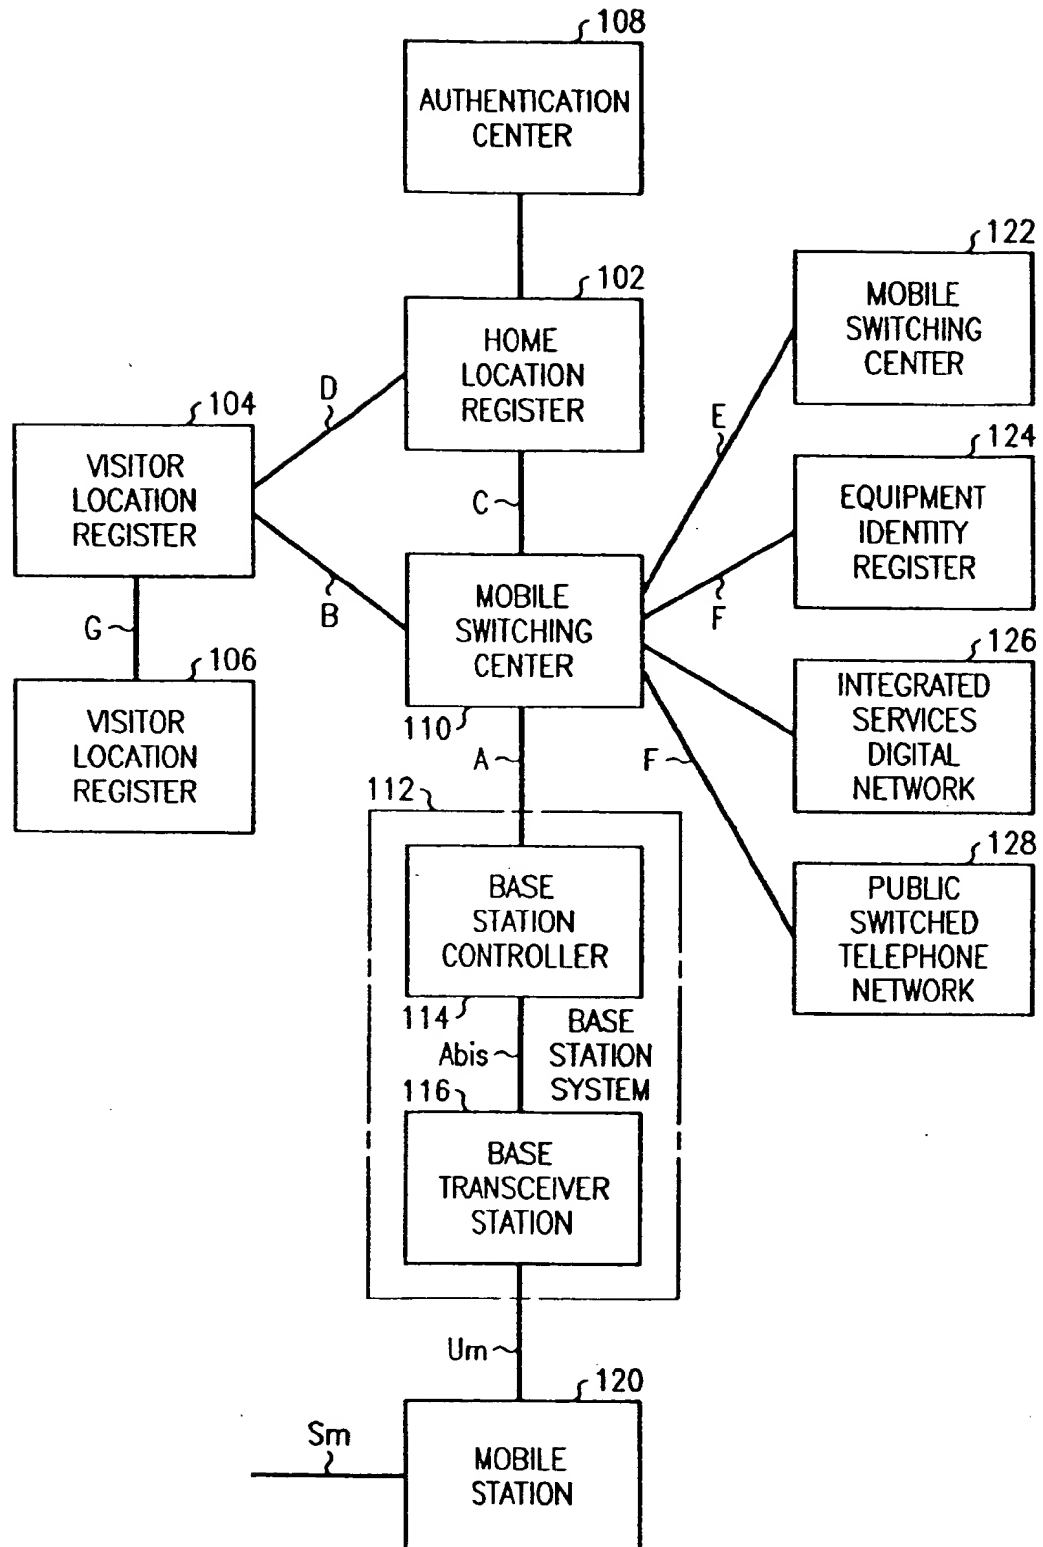 108
AUTHENTICATION
CENTER
102
HOME
LOCATION
REGISTER
122
MOBILE
SWITCHING
CENTER
D
104
VISITOR
LOCATION
REGISTER
E
124
EQUIPMENT
IDENTITY
REGISTER
C
B
F
G
MOBILE
SWITCHING
CENTER
110
106
VISITOR
LOCATION
REGISTER
126
INTEGRATED
SERVICES
DIGITAL
NETWORK
A
F
112
BASE
STATION
CONTROLLER
114
128
PUBLIC
SWITCHED
TELEPHONE
NETWORK
Abis
BASE
STATION
SYSTEM
116
BASE
TRANSCEIVER
STATION
Um
120
Sm
MOBILE
STATION